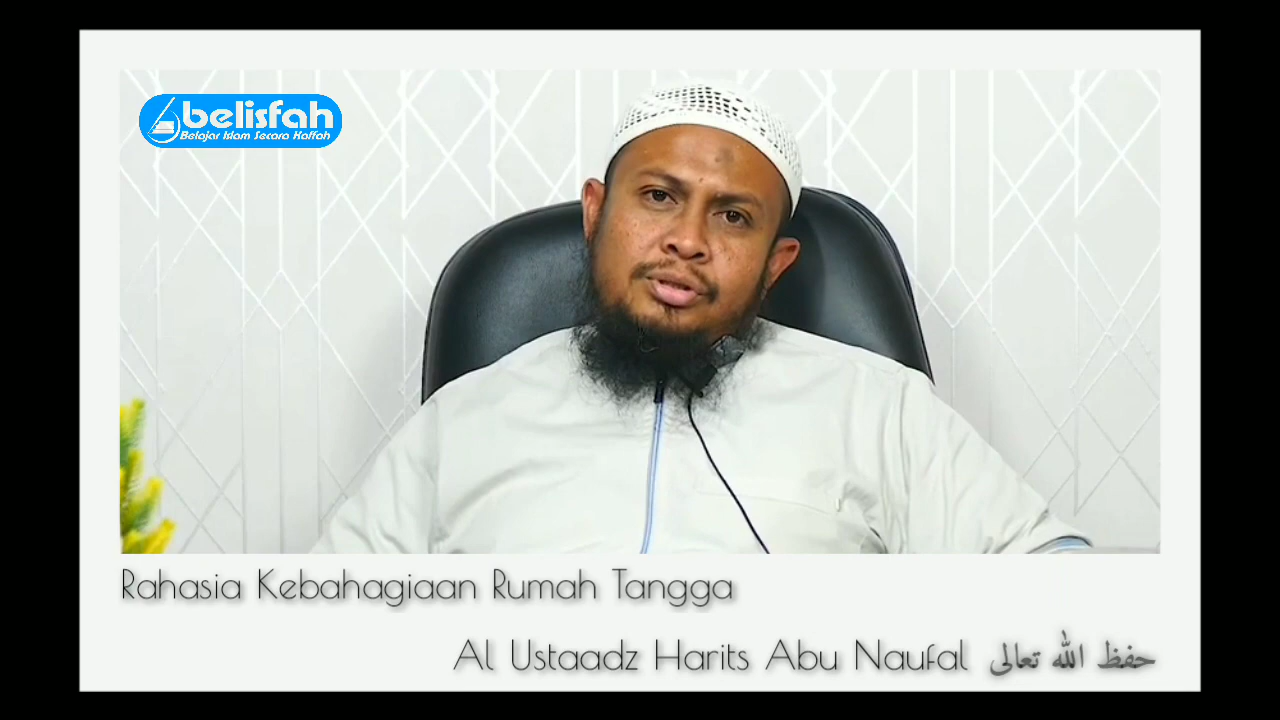 belisfah
Belajar Islam Secara Kaffah
Rahasia Kebahagiaan Rumah Tangga
Al Ustaadz Harits Abu Naufal حفظ الله تعالى